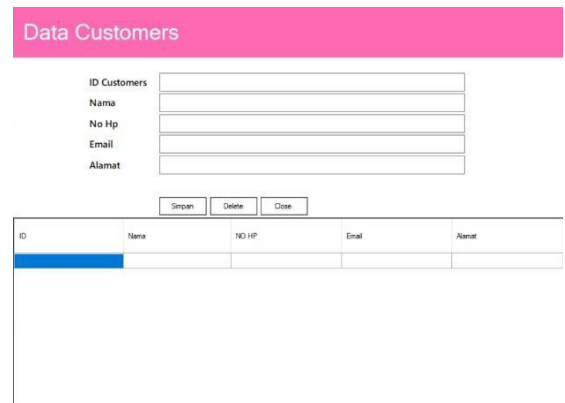 Data Customers
ID Customers
Nama
No Hp
Email
Alamat
Simpan Delete Close
ID Nama NO HP Email Alamat